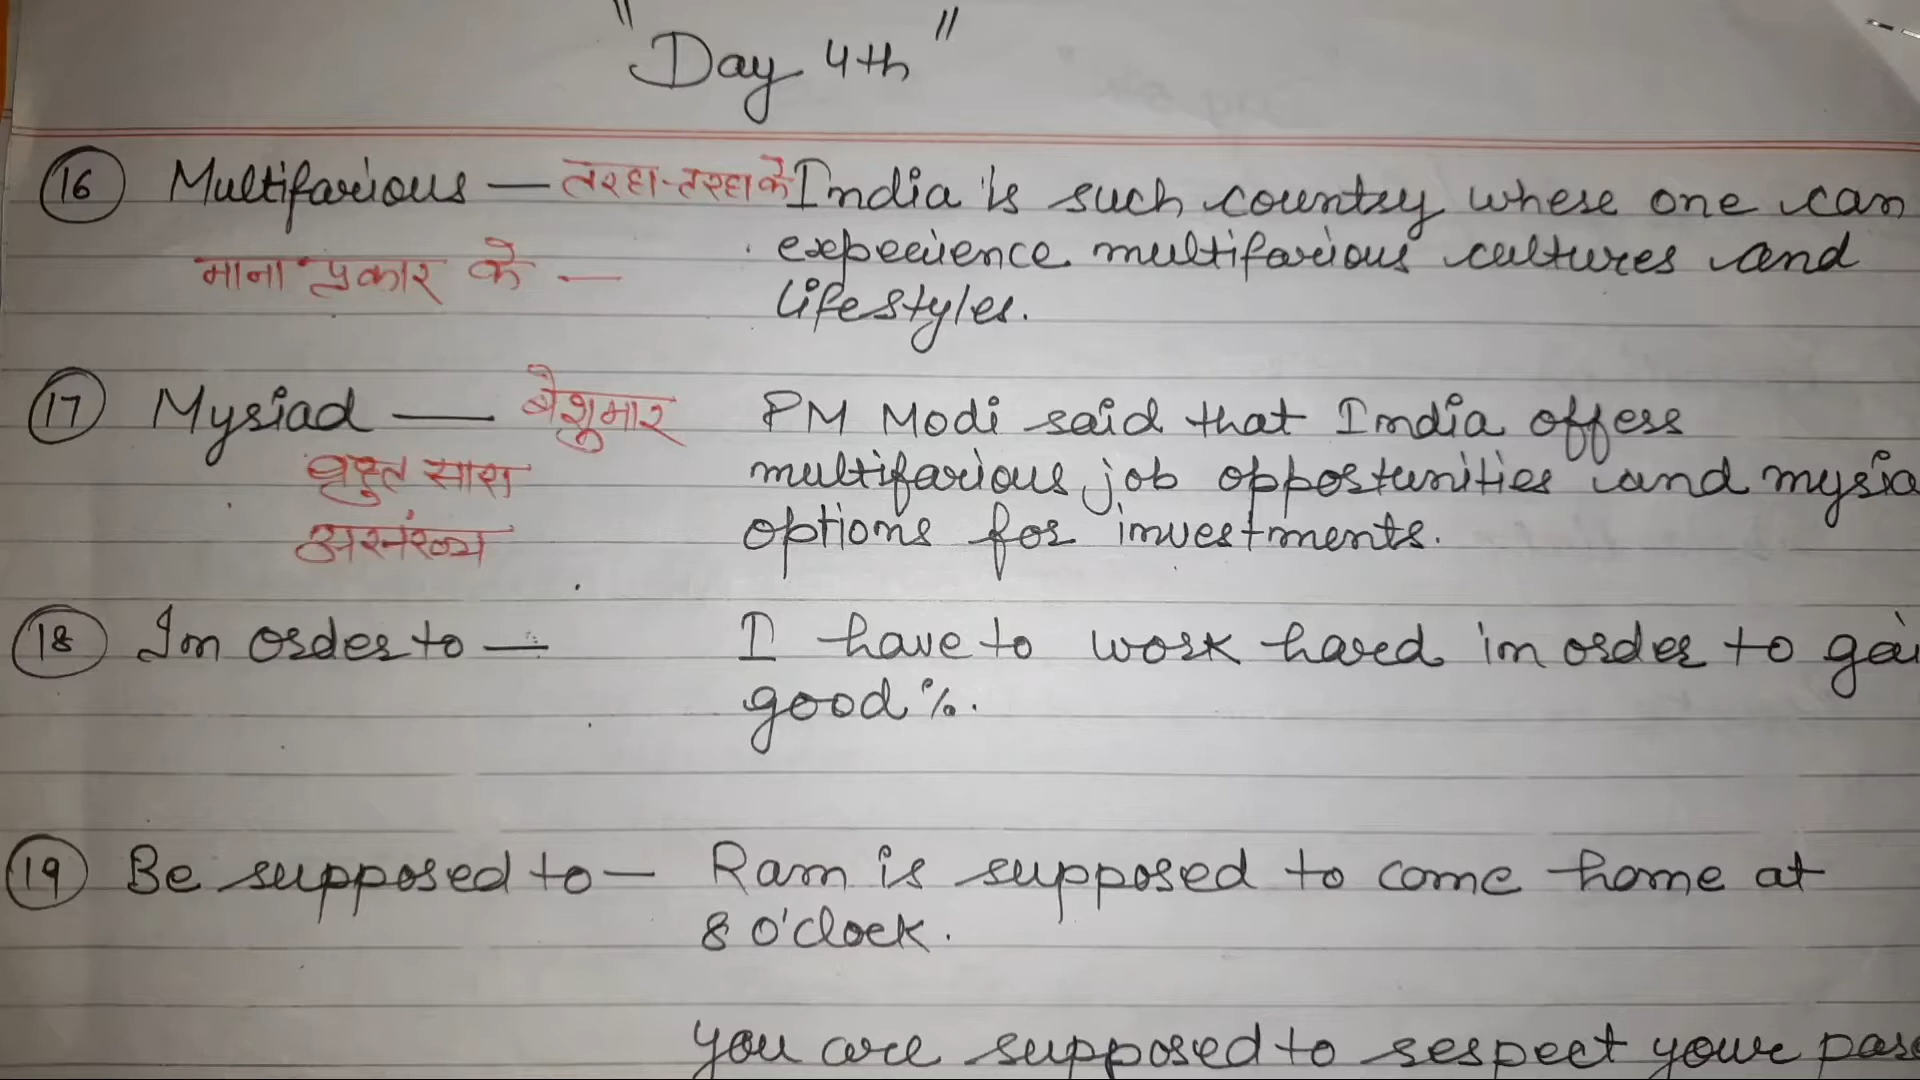 "Day 4th"
16 Multifarious — तरहा-तरहा के India is such country where one can
माना प्रकार के — experience multifarious cultures and
lifestyles.
17 Myriad — बेशुमार PM Modi said that India offers
बहुत सारा multifarious job opportunities and myria
असंख्य options for investments.
18 In order to — I have to work hard in order to gai
good %.
19 Be supposed to — Ram is supposed to come home at
8 o'clock.
you are supposed to respect your par